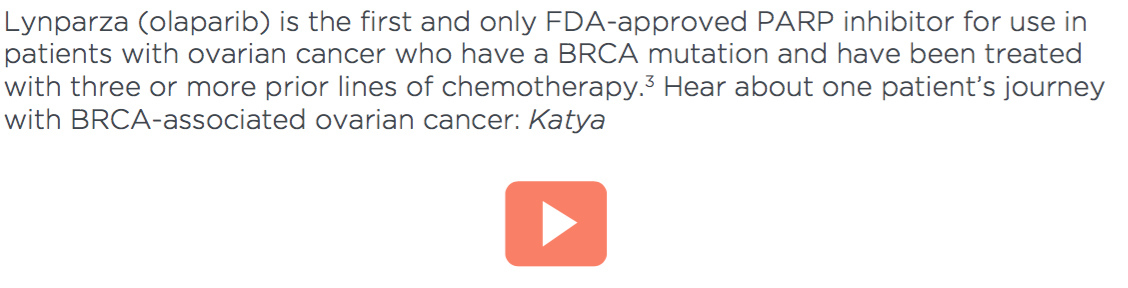 Lynparza (olaparib) is the first and only FDA-approved PARP inhibitor for use in
patients with ovarian cancer who have a BRCA mutation and have been treated
with three or more prior lines of chemotherapy.³ Hear about one patient’s journey
with BRCA-associated ovarian cancer: Katya